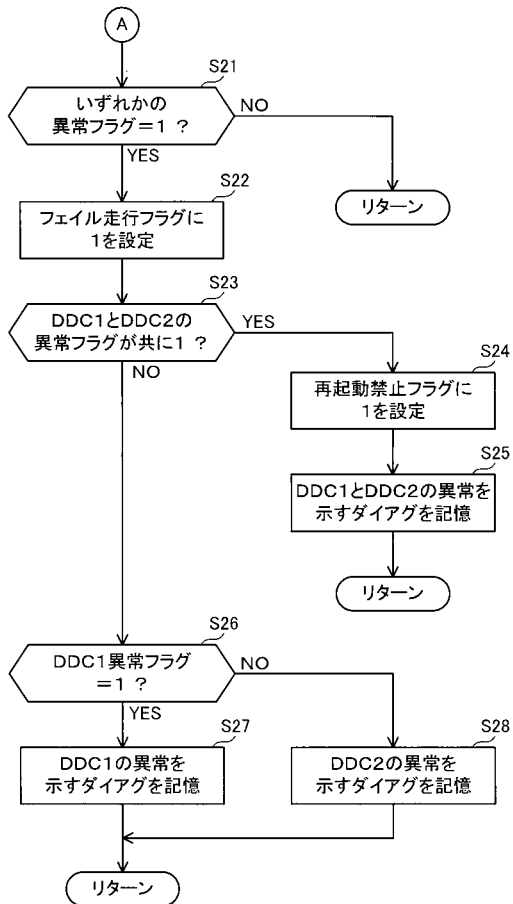 A
S21
いずれかの
異常フラグ=1 ?
NO
YES
リターン
S22
フェイル走行フラグに
1を設定
S23
DDC1とDDC2の
異常フラグが共に1 ?
YES
NO
S24
再起動禁止フラグに
1を設定
S25
DDC1とDDC2の異常を
示すダイアグを記憶
リターン
S26
DDC1異常フラグ
=1 ?
NO
YES
S27
DDC1の異常を
示すダイアグを記憶
S28
DDC2の異常を
示すダイアグを記憶
リターン